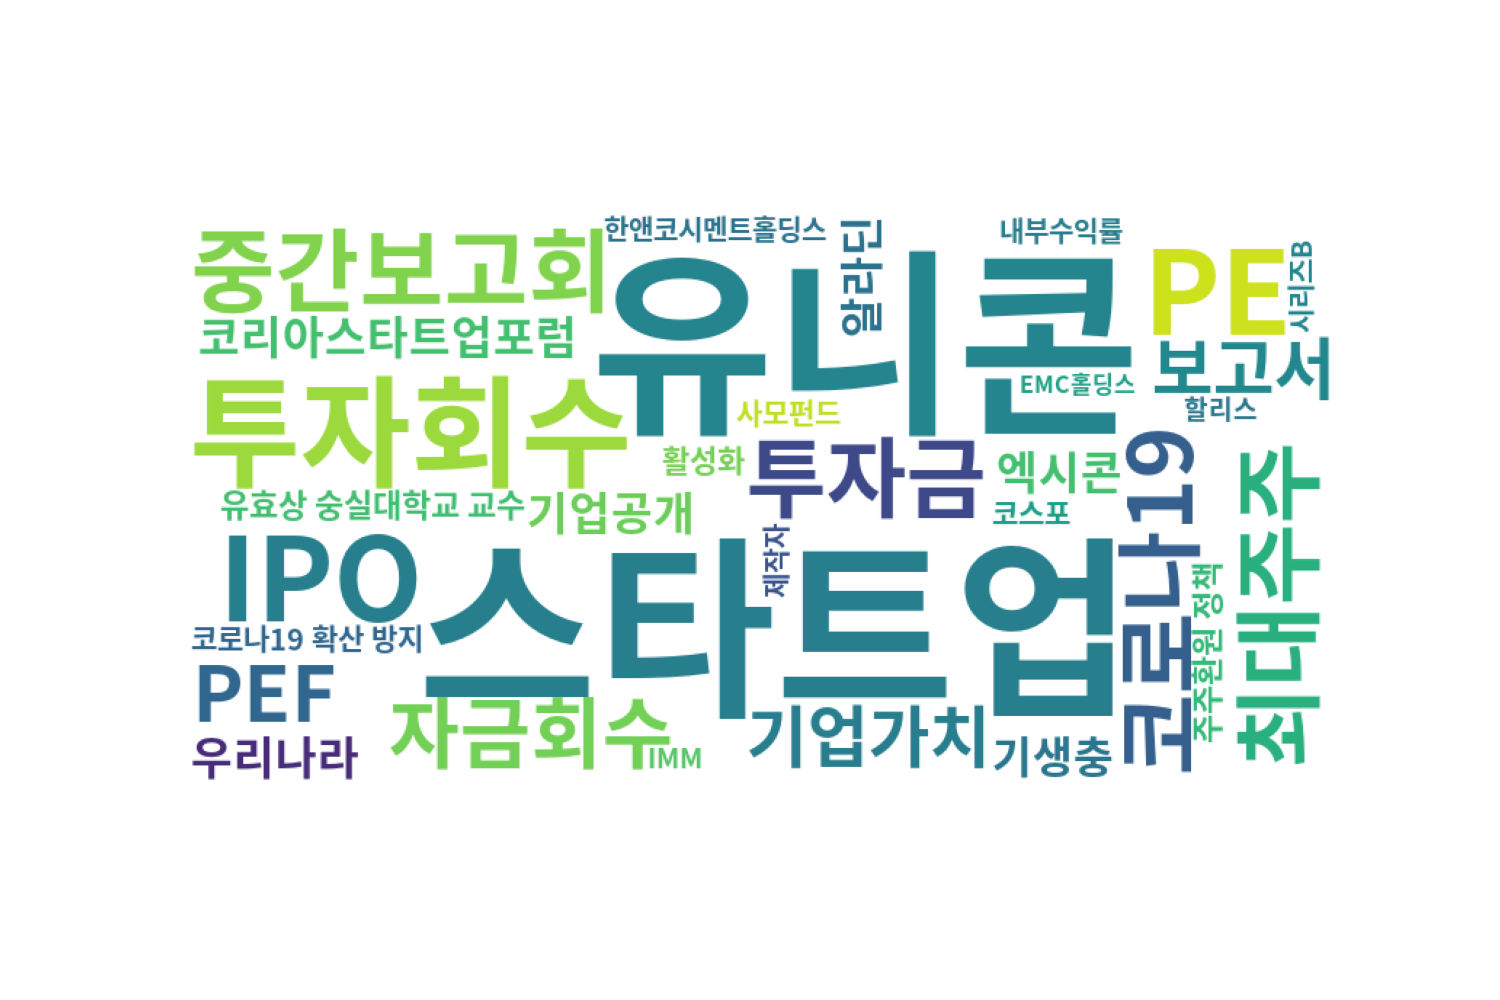 한앤코시멘트홀딩스
내부수익률
중간보고회
유니콘
알라딘
PE
시리즈B
코리아스타트업포럼
보고서
EMC홀딩스
할리스
투자회수
사모펀드
활성화
투자금
엑시콘
코로나19
최대주주
유효상 숭실대학교 교수
기업공개
코스포
IPO
스타트업
제작자
주주환원 정책
코로나19 확산 방지
PEF
자금회수
IMM
기업가치
기생충
우리나라